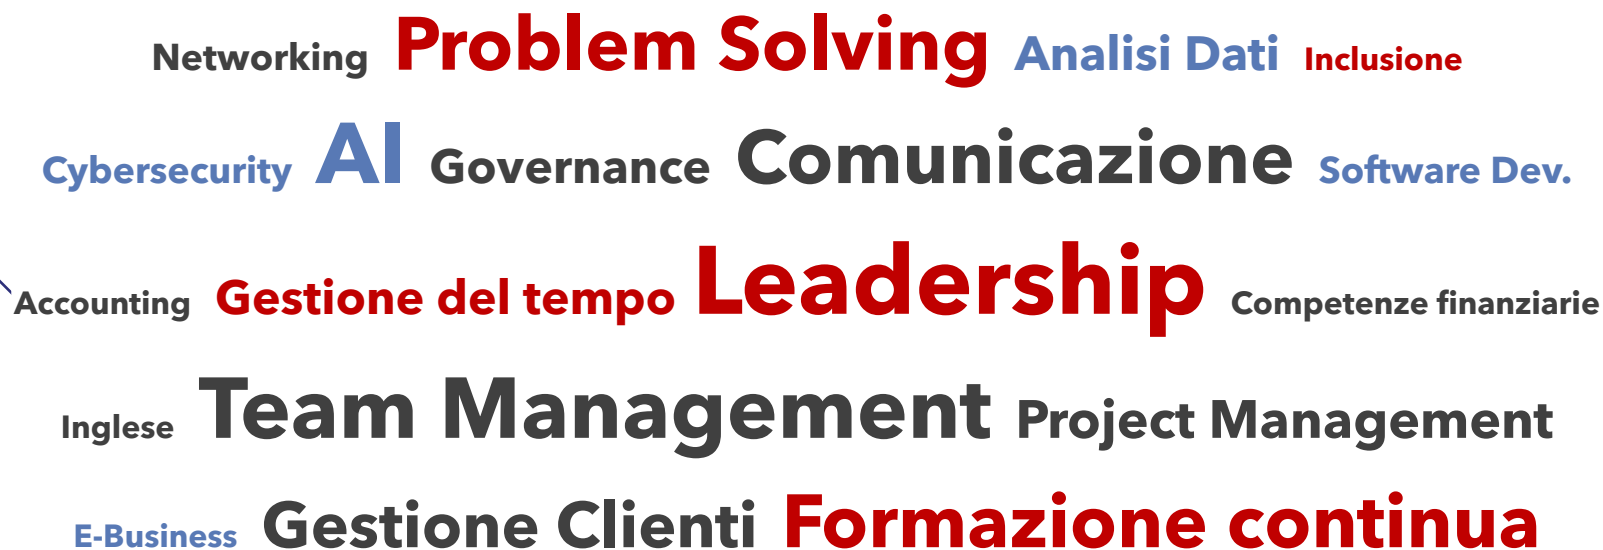 Networking Problem Solving Analisi Dati Inclusione
Cybersecurity AI Governance Comunicazione Software Dev.
Accounting Gestione del tempo Leadership Competenze finanziarie
Inglese Team Management Project Management
E-Business Gestione Clienti Formazione continua